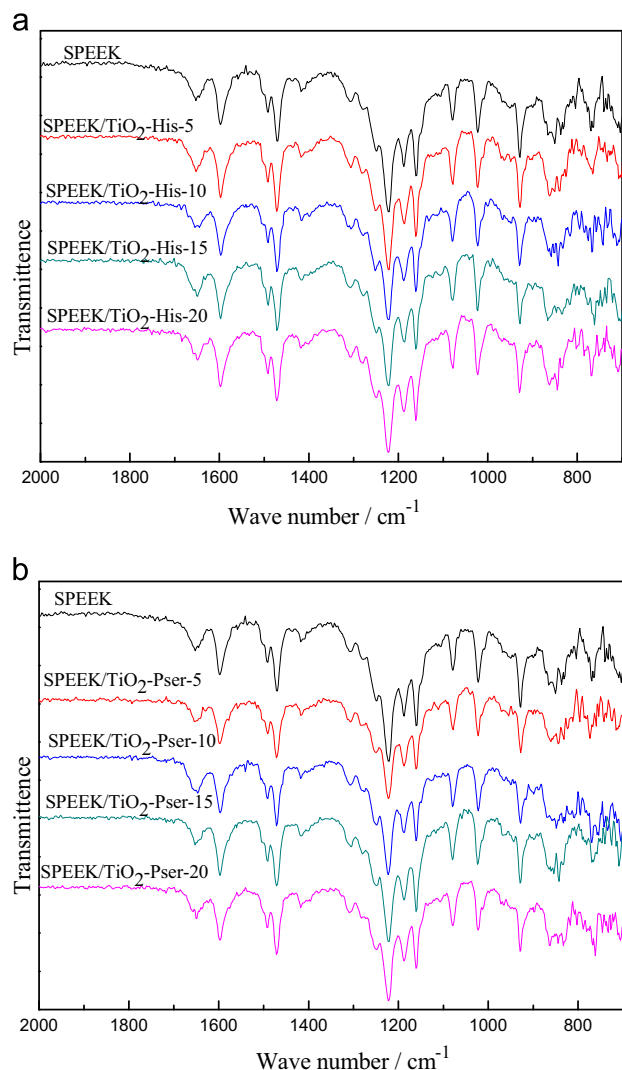 a
SPEEK
SPEEK/TiO2-His-5
SPEEK/TiO2-His-10
SPEEK/TiO2-His-15
SPEEK/TiO2-His-20
Transmittence
2000 1800 1600 1400 1200 1000 800
Wave number / cm-1
b
SPEEK
SPEEK/TiO2-Pser-5
SPEEK/TiO2-Pser-10
SPEEK/TiO2-Pser-15
SPEEK/TiO2-Pser-20
Transmittence
2000 1800 1600 1400 1200 1000 800
Wave number / cm-1